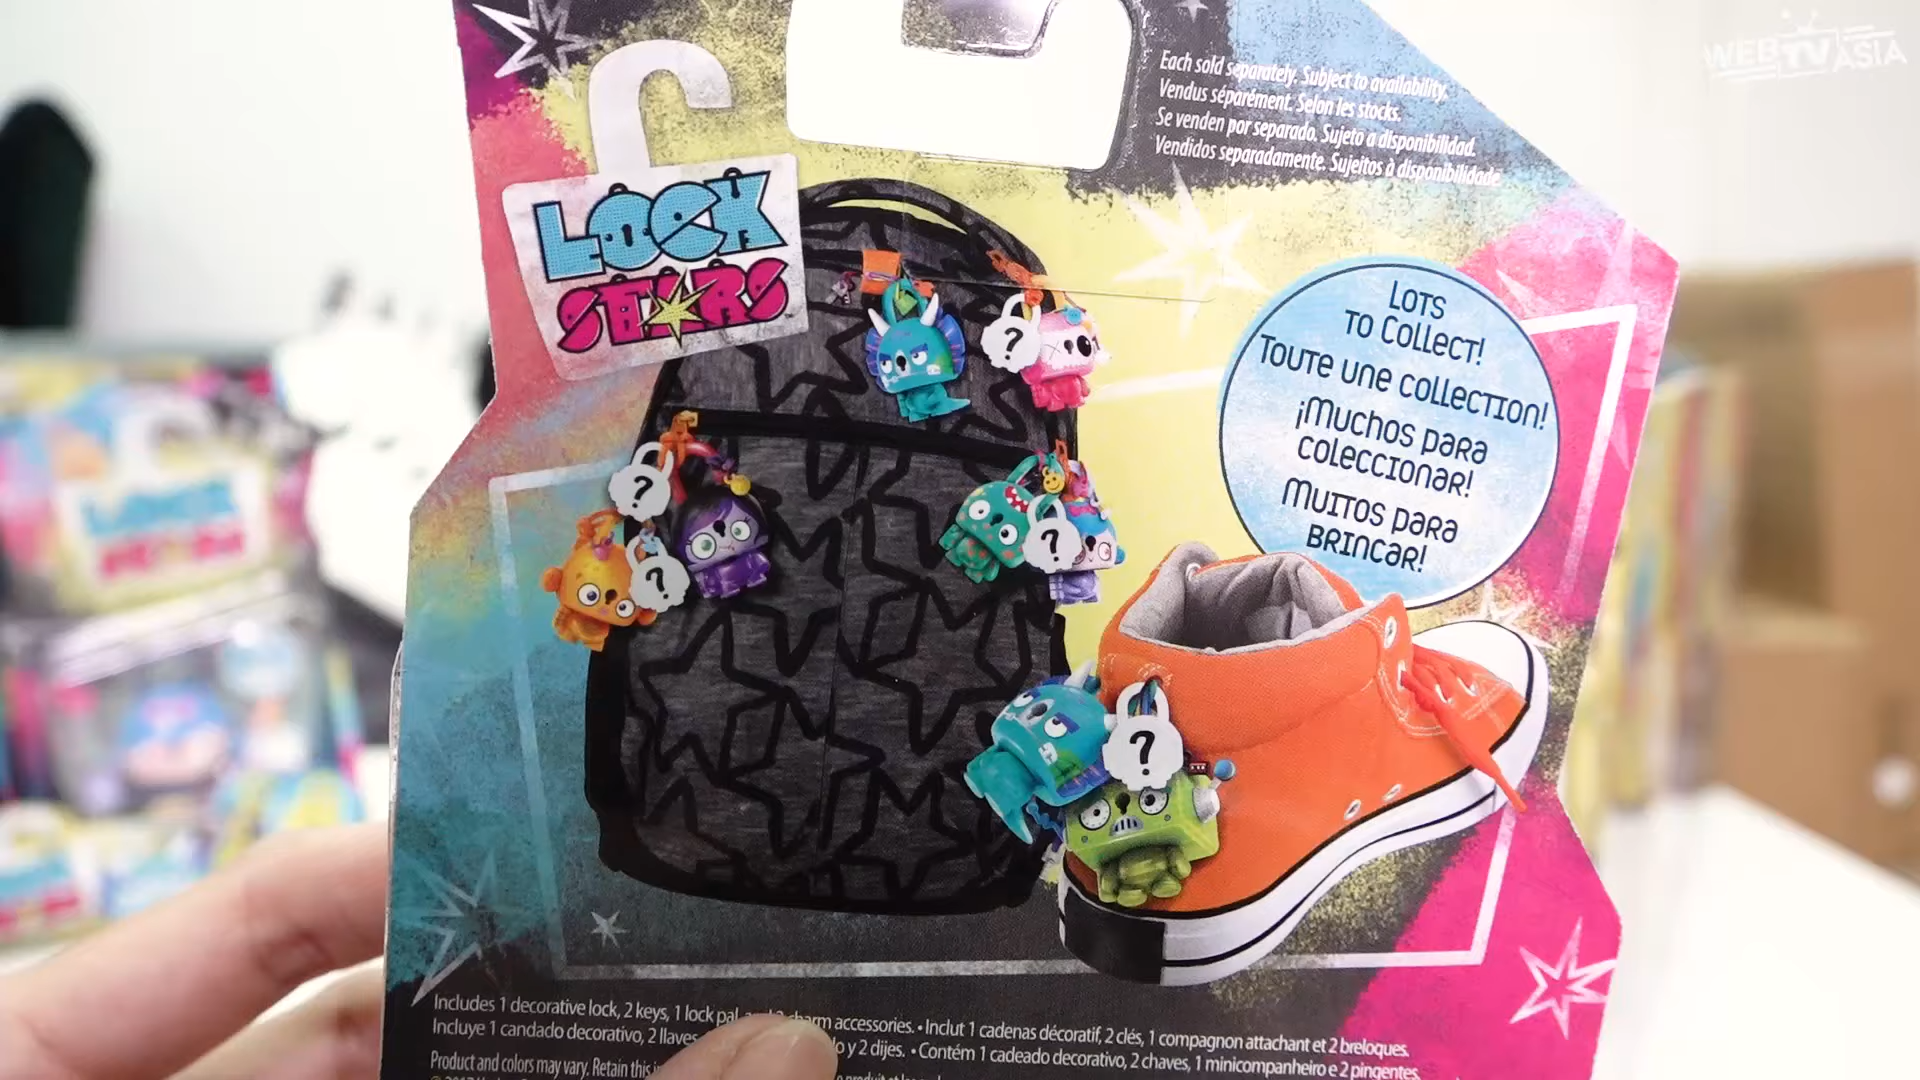 WEBTVASIA
Each sold separately. Subject to availability.
Vendus séparément. Selon les stocks.
Se venden por separado. Sujeto a disponibilidad.
Vendidos separadamente. Sujeitos à disponibilidade
LOCK
STARS
LOTS
TO COLLECT!
TOUTE UNE COLLECTION!
¡MUCHOS PARA
COLECCIONAR!
MUITOS PARA
BRINCAR!
?
?
?
?
?
Includes 1 decorative lock, 2 keys, 1 lock pal charm accessories. • Inclut 1 cadenas décoratif, 2 clés, 1 compagnon attachant et 2 breloques.
Incluye 1 candado decorativo, 2 llaves y 2 dijes. • Contém 1 cadeado decorativo, 2 chaves, 1 minicompanheiro e 2 pingentes.
Product and colors may vary. Retain this